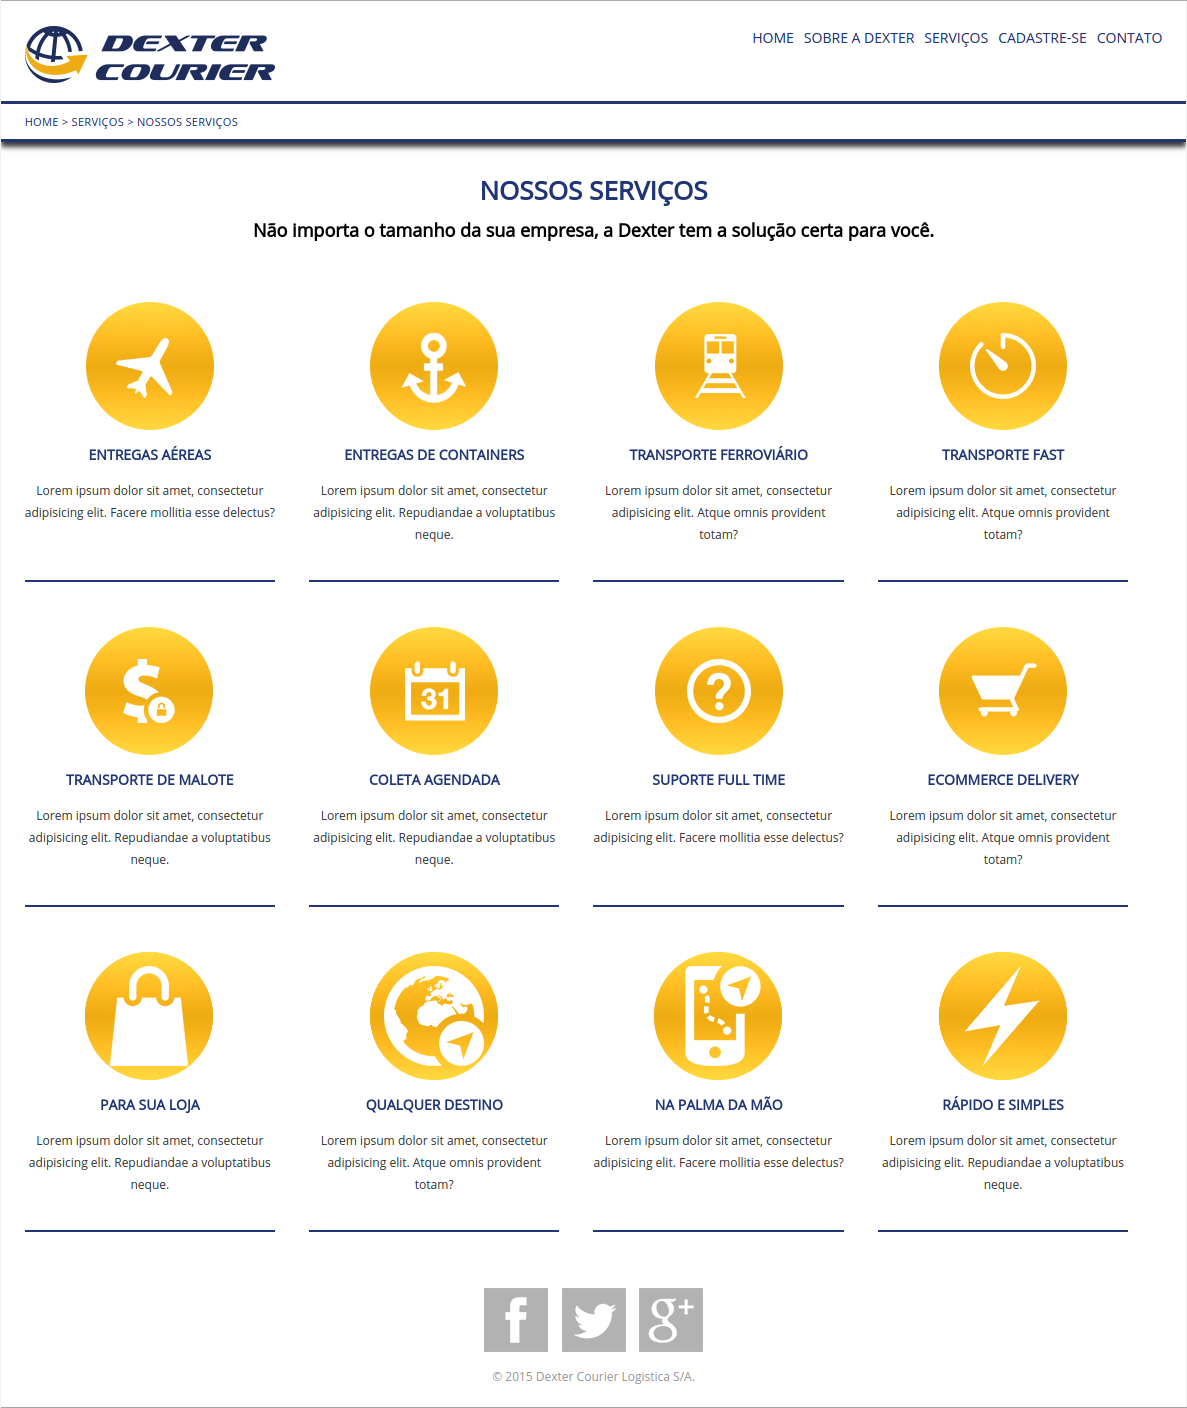 DEXTER
COURIER
HOME SOBRE A DEXTER SERVIÇOS CADASTRE-SE CONTATO
HOME > SERVIÇOS > NOSSOS SERVIÇOS
NOSSOS SERVIÇOS
Não importa o tamanho da sua empresa, a Dexter tem a solução certa para você.
ENTREGAS AÉREAS
Lorem ipsum dolor sit amet, consectetur
adipisicing elit. Facere mollitia esse delectus?
ENTREGAS DE CONTAINERS
Lorem ipsum dolor sit amet, consectetur
adipisicing elit. Repudiandae a voluptatibus
neque.
TRANSPORTE FERROVIÁRIO
Lorem ipsum dolor sit amet, consectetur
adipisicing elit. Atque omnis provident
totam?
TRANSPORTE FAST
Lorem ipsum dolor sit amet, consectetur
adipisicing elit. Atque omnis provident
totam?
$
TRANSPORTE DE MALOTE
Lorem ipsum dolor sit amet, consectetur
adipisicing elit. Repudiandae a voluptatibus
neque.
31
COLETA AGENDADA
Lorem ipsum dolor sit amet, consectetur
adipisicing elit. Repudiandae a voluptatibus
neque.
?
SUPORTE FULL TIME
Lorem ipsum dolor sit amet, consectetur
adipisicing elit. Facere mollitia esse delectus?
ECOMMERCE DELIVERY
Lorem ipsum dolor sit amet, consectetur
adipisicing elit. Atque omnis provident
totam?
PARA SUA LOJA
Lorem ipsum dolor sit amet, consectetur
adipisicing elit. Repudiandae a voluptatibus
neque.
QUALQUER DESTINO
Lorem ipsum dolor sit amet, consectetur
adipisicing elit. Atque omnis provident
totam?
NA PALMA DA MÃO
Lorem ipsum dolor sit amet, consectetur
adipisicing elit. Facere mollitia esse delectus?
RÁPIDO E SIMPLES
Lorem ipsum dolor sit amet, consectetur
adipisicing elit. Repudiandae a voluptatibus
neque.
f g+
© 2015 Dexter Courier Logistica S/A.